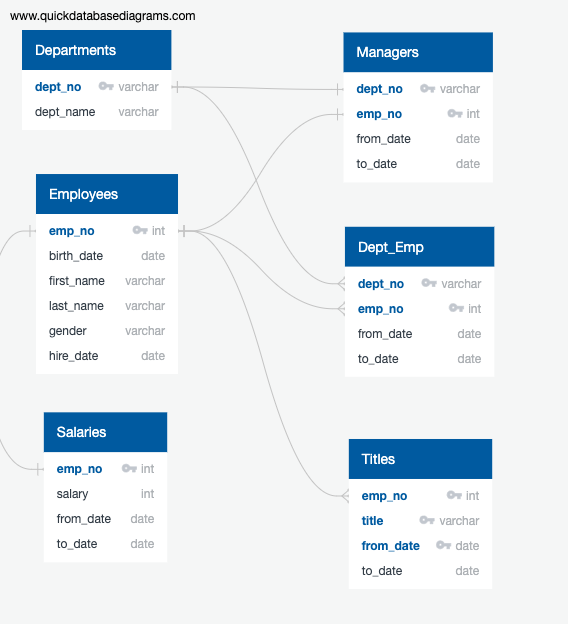 www.quickdatabasediagrams.com
Departments
dept_no varchar
dept_name varchar
Employees
emp_no int
birth_date date
first_name varchar
last_name varchar
gender varchar
hire_date date
Salaries
emp_no int
salary int
from_date date
to_date date
Managers
dept_no varchar
emp_no int
from_date date
to_date date
Dept_Emp
dept_no varchar
emp_no int
from_date date
to_date date
Titles
emp_no int
title varchar
from_date date
to_date date